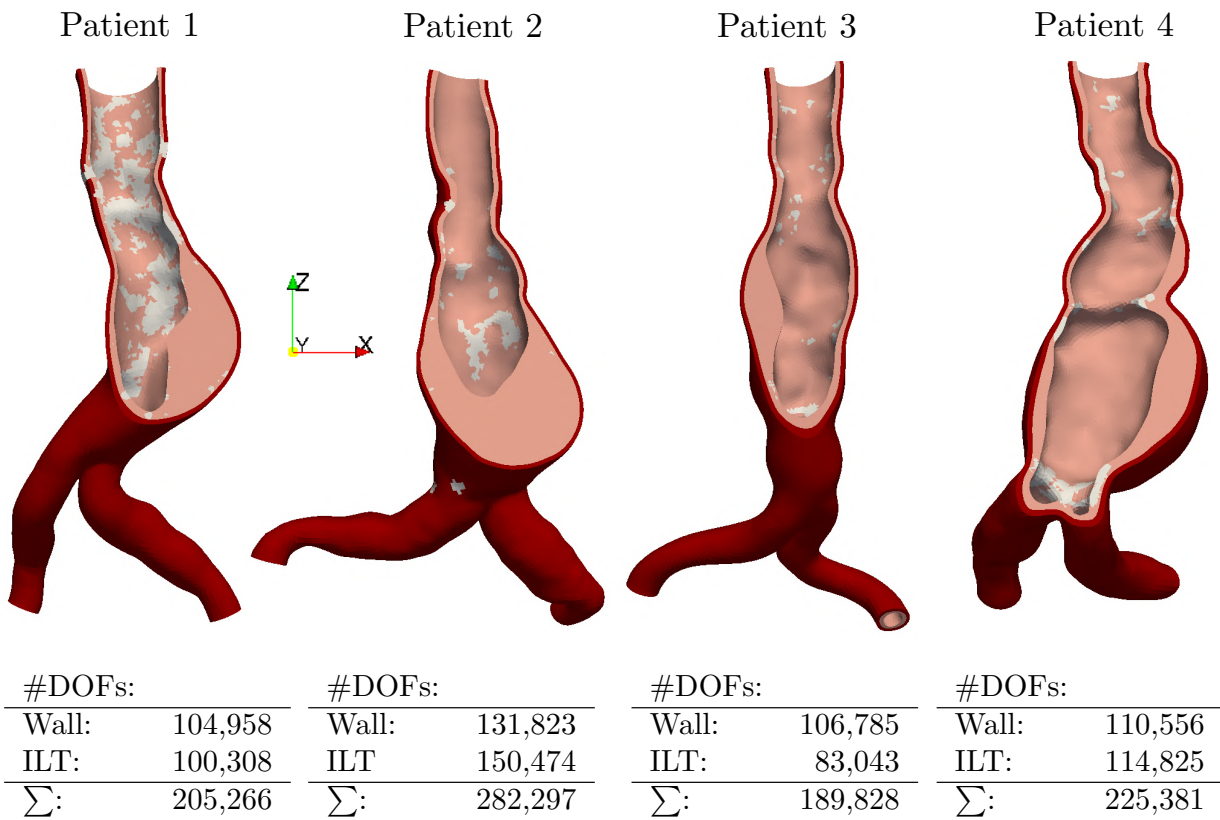 Patient 1 Patient 2 Patient 3 Patient 4
Z
Y X
#DOFs: #DOFs: #DOFs: #DOFs:
Wall: 104,958 Wall: 131,823 Wall: 106,785 Wall: 110,556
ILT: 100,308 ILT 150,474 ILT: 83,043 ILT: 114,825
∑: 205,266 ∑: 282,297 ∑: 189,828 ∑: 225,381